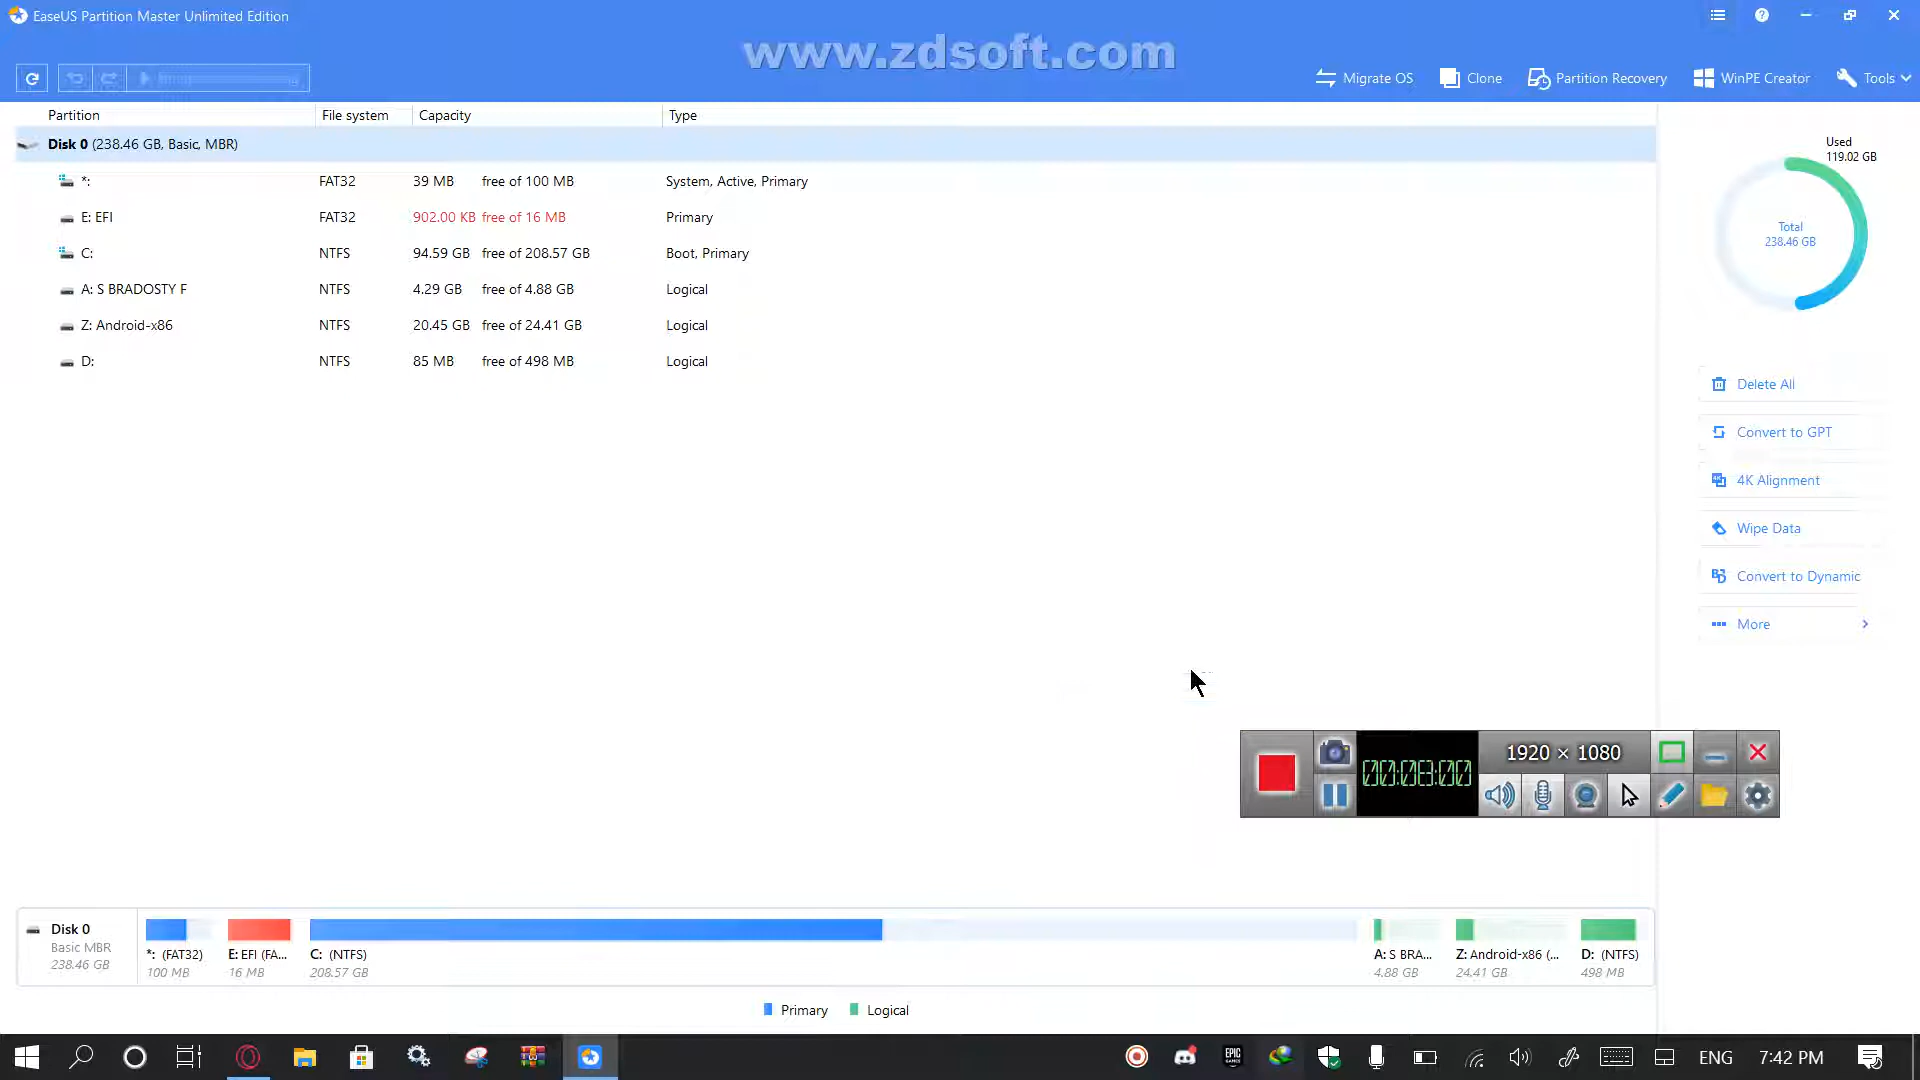 EaseUS Partition Master Unlimited Edition
www.zdsoft.com
Migrate OS Clone Partition Recovery WinPE Creator Tools
Partition File system Capacity Type
Disk 0 (238.46 GB, Basic, MBR)
*: FAT32 39 MB free of 100 MB System, Active, Primary
E: EFI FAT32 902.00 KB free of 16 MB Primary
C: NTFS 94.59 GB free of 208.57 GB Boot, Primary
A: S BRADOSTY F NTFS 4.29 GB free of 4.88 GB Logical
Z: Android-x86 NTFS 20.45 GB free of 24.41 GB Logical
D: NTFS 85 MB free of 498 MB Logical
Used
119.02 GB
Total
238.46 GB
Delete All
Convert to GPT
4K Alignment
Wipe Data
Convert to Dynamic
More
00:03:00
1920 × 1080
Disk 0
Basic MBR
238.46 GB
*: (FAT32)
100 MB
E: EFI (FA...
16 MB
C: (NTFS)
208.57 GB
A: S BRA...
4.88 GB
Z: Android-x86 (...
24.41 GB
D: (NTFS)
498 MB
Primary Logical
EPIC
GAMES
ENG 7:42 PM